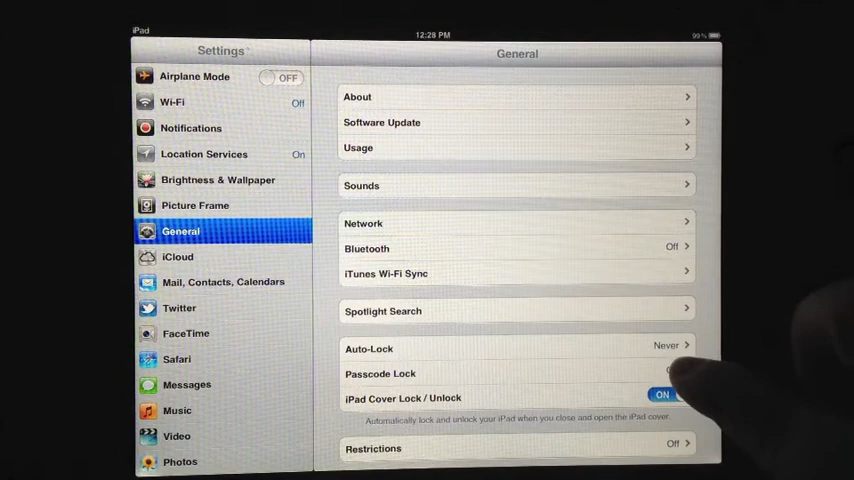 iPad
12:28 PM
99%
Settings
General
Airplane Mode
OFF
Wi-Fi
Off
Notifications
Location Services
On
Brightness & Wallpaper
Picture Frame
General
iCloud
Mail, Contacts, Calendars
Twitter
FaceTime
Safari
Messages
Music
Video
Photos
About
Software Update
Usage
Sounds
Network
Bluetooth
Off
iTunes Wi-Fi Sync
Spotlight Search
Auto-Lock
Never
Passcode Lock
iPad Cover Lock / Unlock
ON
Automatically lock and unlock your iPad when you close and open the iPad cover.
Restrictions
Off